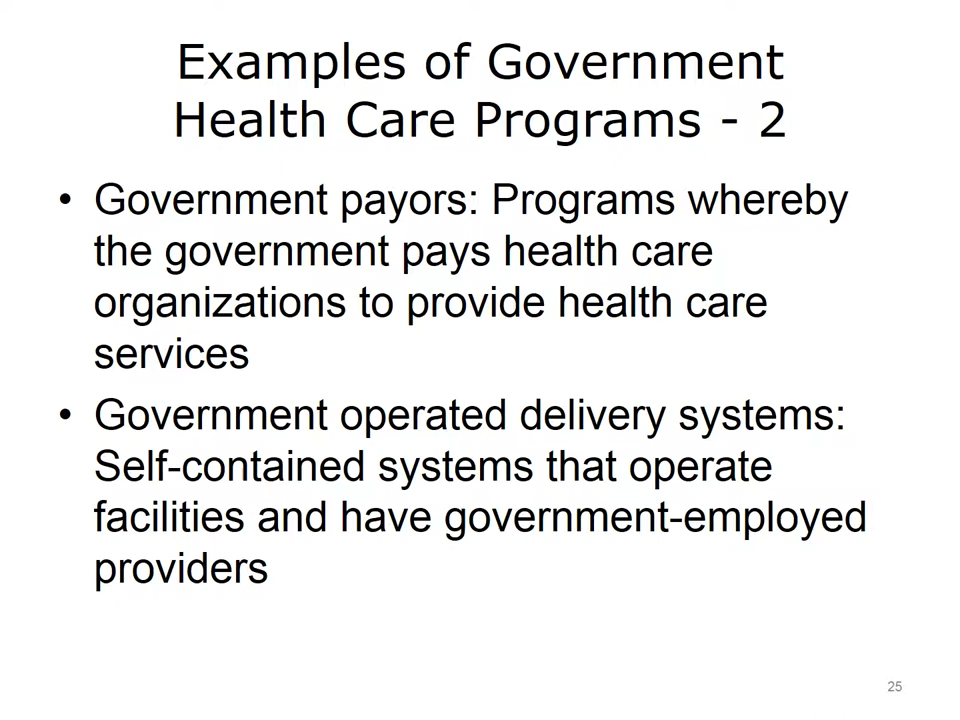 Examples of Government
Health Care Programs - 2
• Government payors: Programs whereby
the government pays health care
organizations to provide health care
services
• Government operated delivery systems:
Self-contained systems that operate
facilities and have government-employed
providers
25